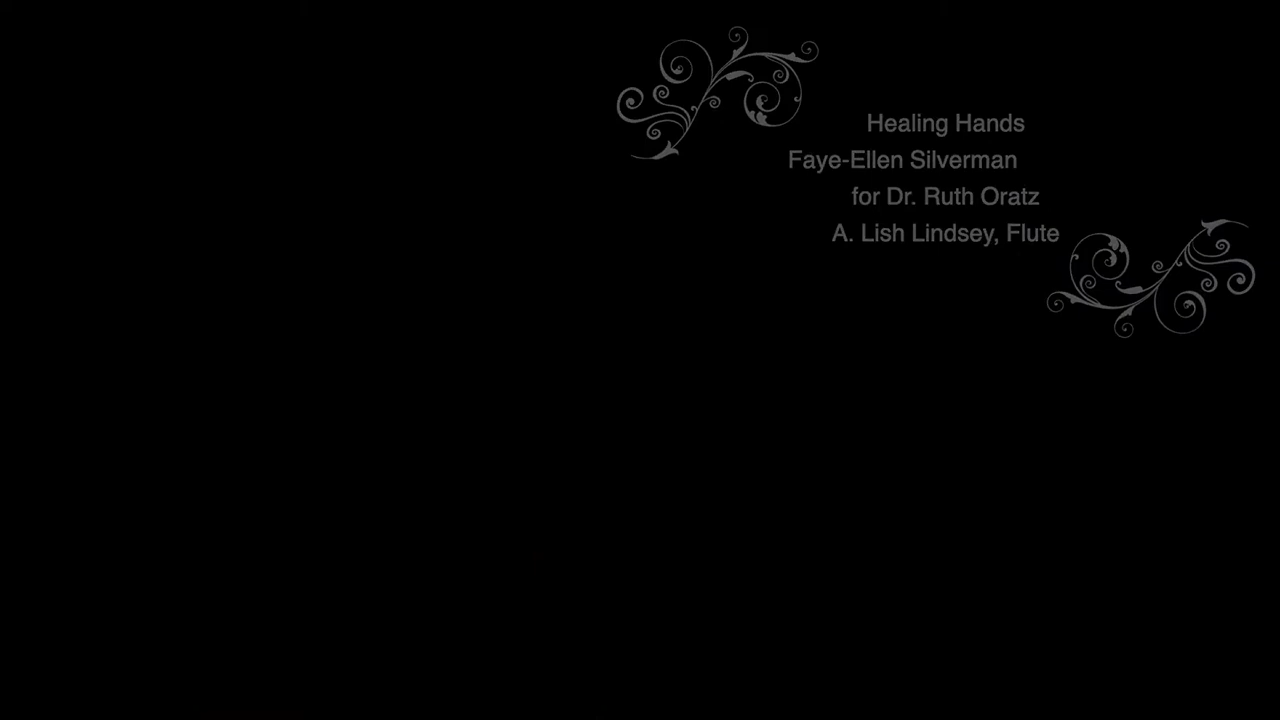 Healing Hands
Faye-Ellen Silverman
for Dr. Ruth Oratz
A. Lish Lindsey, Flute